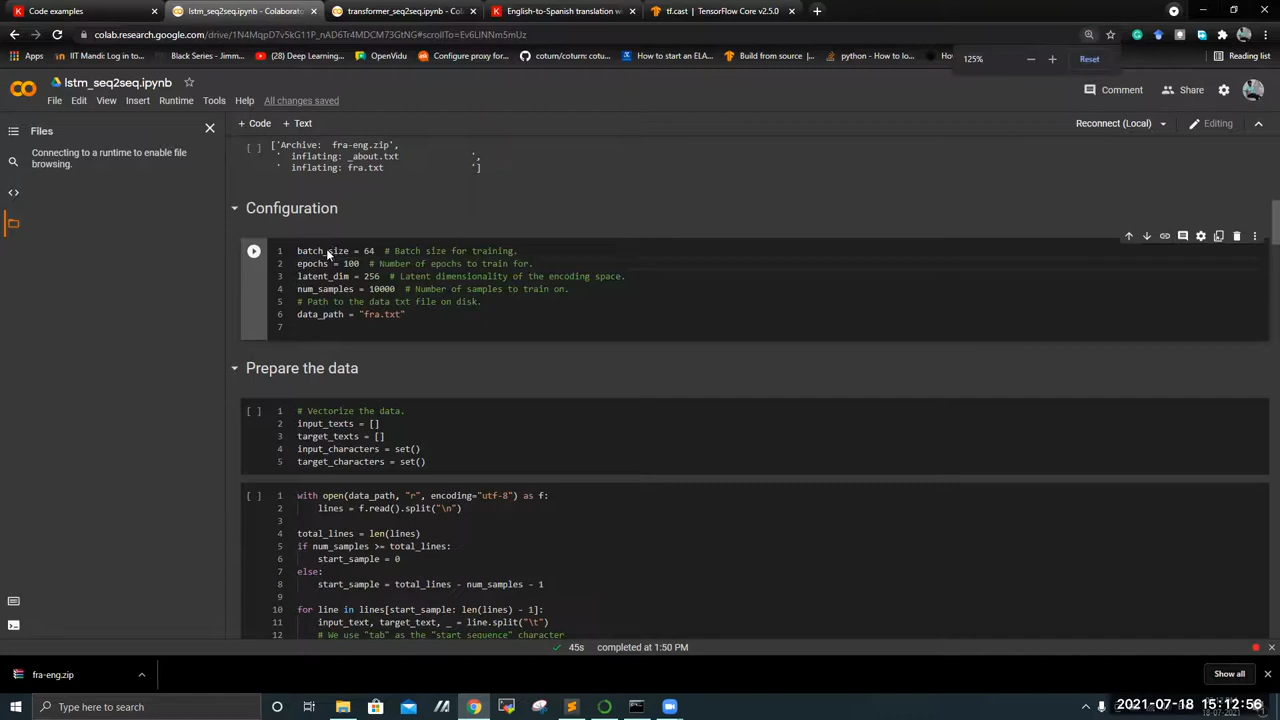 Code examples
lstm_seq2seq.ipynb - Colaborato
transformer_seq2seq.ipynb - Cola
English-to-Spanish translation w
tf.cast | TensorFlow Core v2.5.0
colab.research.google.com/drive/1N4MqpD7v5kG11P_nAD6Tr4MDCM73GtNG#scrollTo=Ev6LlNNm5mUz
Apps
IIT Mandi: Log in to...
Black Series - Januar...
(28) Deep Learning...
OpenVidu
Configure proxy for...
coturn/coturn: coturn...
How to start an ELA...
Build from source |...
python - How to lo...
Reading list
125%
Reset
lstm_seq2seq.ipynb
File Edit View Insert Runtime Tools Help All changes saved
Comment
Share
+ Code + Text
Reconnect (Local)
Editing
Files
Connecting to a runtime to enable file
browsing.
[ ] ['Archive:  fra-eng.zip',
'  inflating: _about.txt ',
'  inflating: fra.txt ']
Configuration
1 batch_size = 64  # Batch size for training.
2 epochs = 100  # Number of epochs to train for.
3 latent_dim = 256  # Latent dimensionality of the encoding space.
4 num_samples = 10000  # Number of samples to train on.
5 # Path to the data txt file on disk.
6 data_path = "fra.txt"
7
Prepare the data
[ ] 1 # Vectorize the data.
2 input_texts = []
3 target_texts = []
4 input_characters = set()
5 target_characters = set()
[ ] 1 with open(data_path, "r", encoding="utf-8") as f:
2 lines = f.read().split("\n")
3
4 total_lines = len(lines)
5 if num_samples >= total_lines:
6 start_sample = 0
7 else:
8 start_sample = total_lines - num_samples - 1
9
10 for line in lines[start_sample: len(lines) - 1]:
11 input_text, target_text, _ = line.split("\t")
12 # We use "tab" as the "start sequence" character
45s completed at 1:50 PM
fra-eng.zip
Show all
Type here to search
2021-07-18 15:12:56